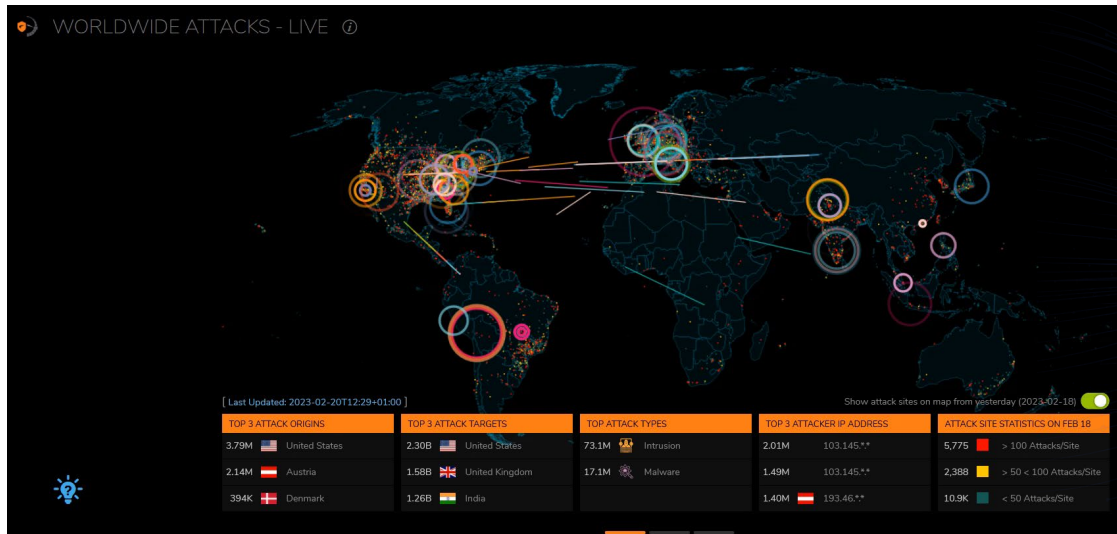 WORLDWIDE ATTACKS - LIVE
[ Last Updated: 2023-02-20T12:29+01:00 ]
Show attack sites on map from yesterday (2023-02-18)
TOP 3 ATTACK ORIGINS
3.79M United States
2.14M Austria
394K Denmark
TOP 3 ATTACK TARGETS
2.30B United States
1.58B United Kingdom
1.26B India
TOP ATTACK TYPES
73.1M Intrusion
17.1M Malware
TOP 3 ATTACKER IP ADDRESS
2.01M 103.145.*.*
1.49M 103.145.*.*
1.40M 193.46.*.*
ATTACK SITE STATISTICS ON FEB 18
5,775 > 100 Attacks/Site
2,388 > 50 < 100 Attacks/Site
10.9K < 50 Attacks/Site